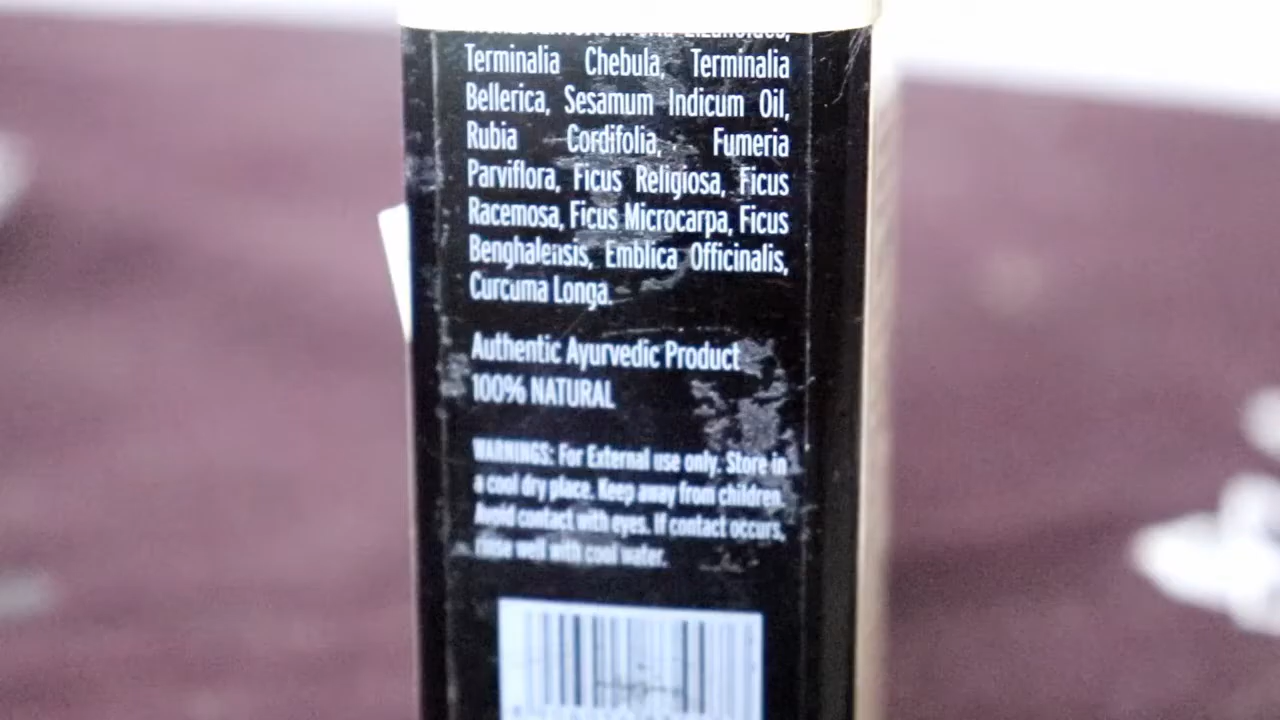 Terminalia Chebula, Terminalia
Bellerica, Sesamum Indicum Oil,
Rubia Cordifolia, Fumeria
Parviflora, Ficus Religiosa, Ficus
Racemosa, Ficus Microcarpa, Ficus
Benghalensis, Emblica Officinalis,
Curcuma Longa.
Authentic Ayurvedic Product
100% NATURAL
WARNINGS: For External use only. Store in
a cool dry place. Keep away from children.
Avoid contact with eyes. If contact occurs,
rinse well with cool water.